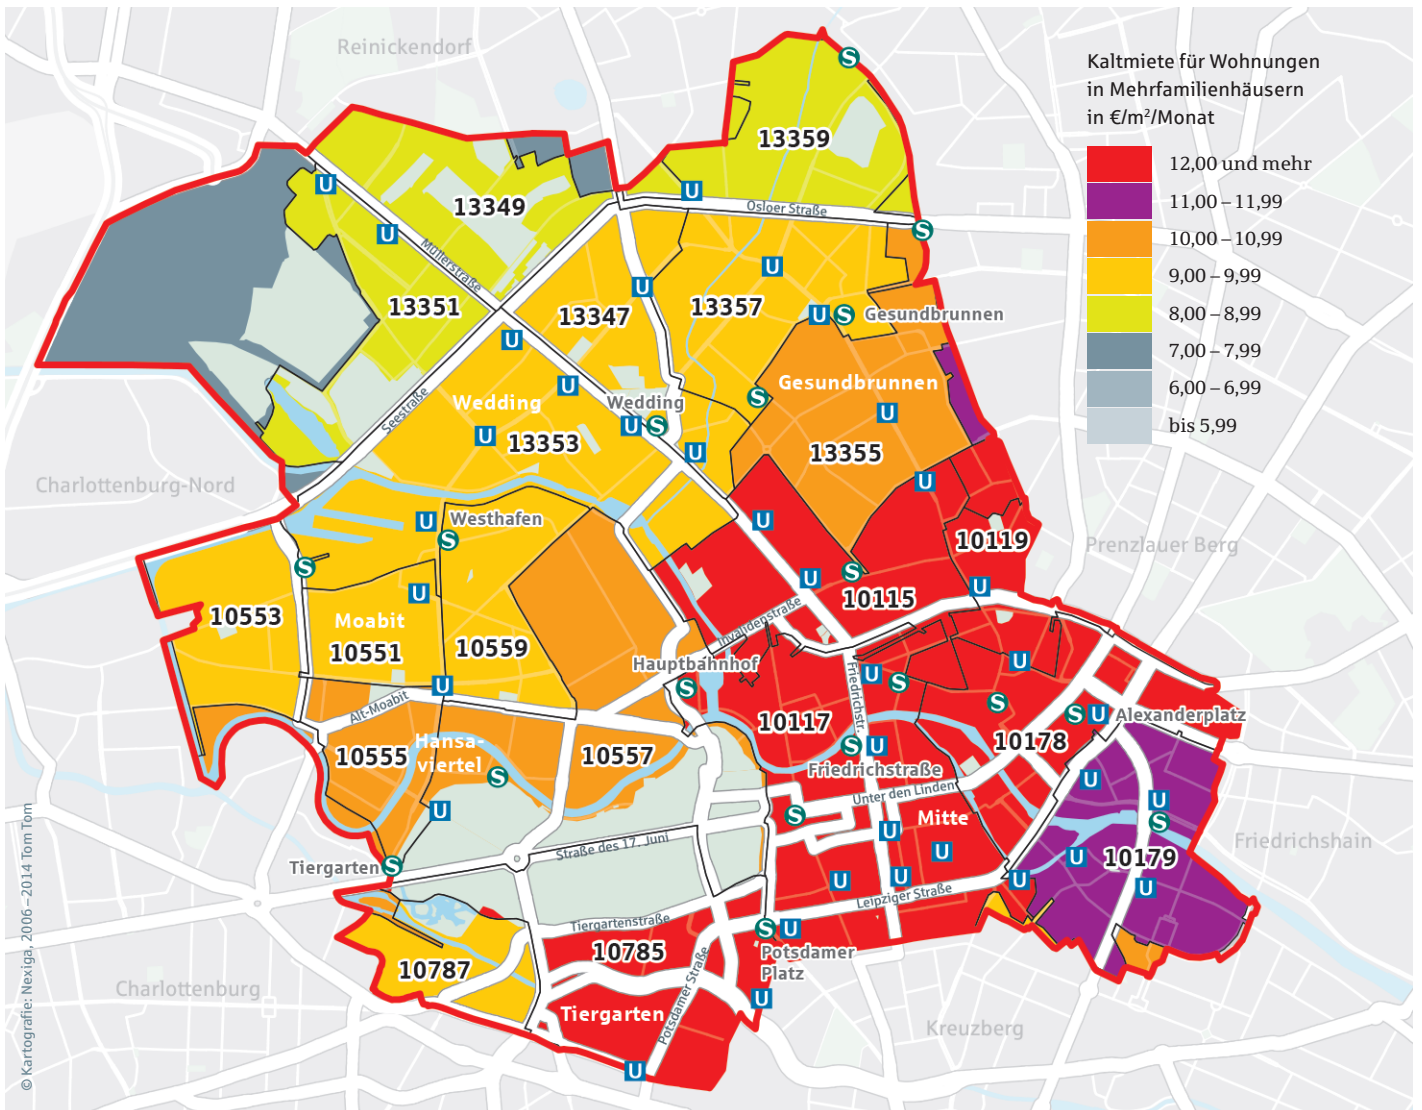 Reinickendorf
Kaltmiete für Wohnungen
in Mehrfamilienhäusern
in €/m²/Monat
12,00 und mehr
11,00 – 11,99
10,00 – 10,99
9,00 – 9,99
8,00 – 8,99
7,00 – 7,99
6,00 – 6,99
bis 5,99
S
13359
U
U
Osloer Straße
S
13349
U
Müllerstraße
U
13351
13347
U
13357
U
S
Gesundbrunnen
U
Gesundbrunnen
U
Seestraße
Wedding
Wedding
S
U
U
13353
U
S
U
13355
U
Charlottenburg-Nord
U
Westhafen
S
U
10119
Prenzlauer Berg
S
U
U
S
U
10115
10553
Moabit
10551
10559
Invalidenstraße
Hauptbahnhof
S
U
Alt-Moabit
Friedrichstr.
U
S
U
S
S
U
Alexanderplatz
10117
10178
10555
Hansa-
viertel
S
10557
S
U
Friedrichstraße
U
Unter den Linden
U
S
U
S
Mitte
U
Straße des 17. Juni
U
Friedrichshain
10179
U
Tiergarten
S
U
U
U
U
Leipziger Straße
Tiergartenstraße
S
U
10787
10785
Potsdamer
Platz
Potsdamer Straße
U
Tiergarten
U
Charlottenburg
Kreuzberg
© Kartografie: Nexiga, 2006 – 2014 Tom Tom